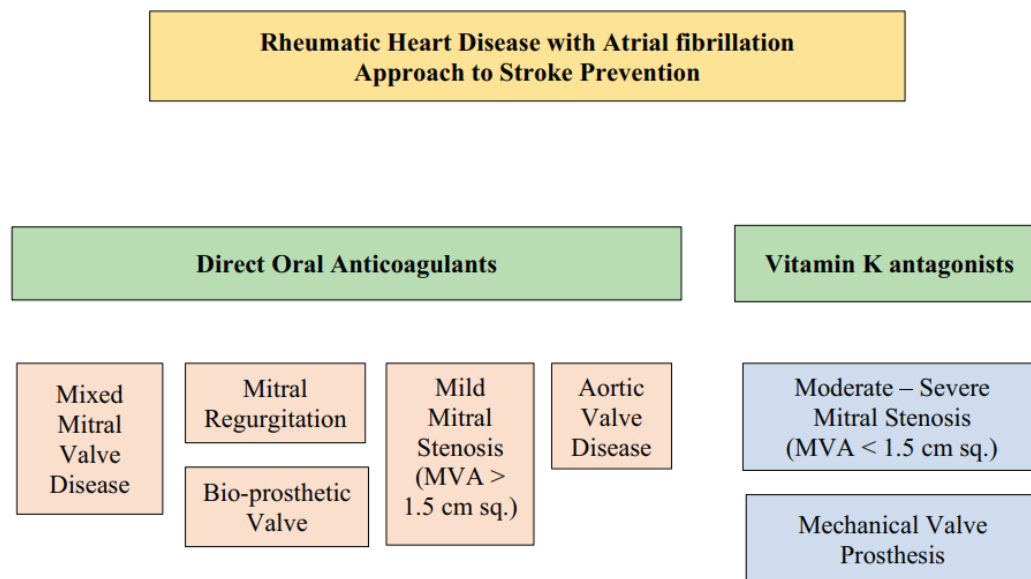 Rheumatic Heart Disease with Atrial fibrillation
Approach to Stroke Prevention
Direct Oral Anticoagulants
Vitamin K antagonists
Mixed
Mitral
Valve
Disease
Mitral
Regurgitation
Bio-prosthetic
Valve
Mild
Mitral
Stenosis
(MVA >
1.5 cm sq.)
Aortic
Valve
Disease
Moderate – Severe
Mitral Stenosis
(MVA < 1.5 cm sq.)
Mechanical Valve
Prosthesis